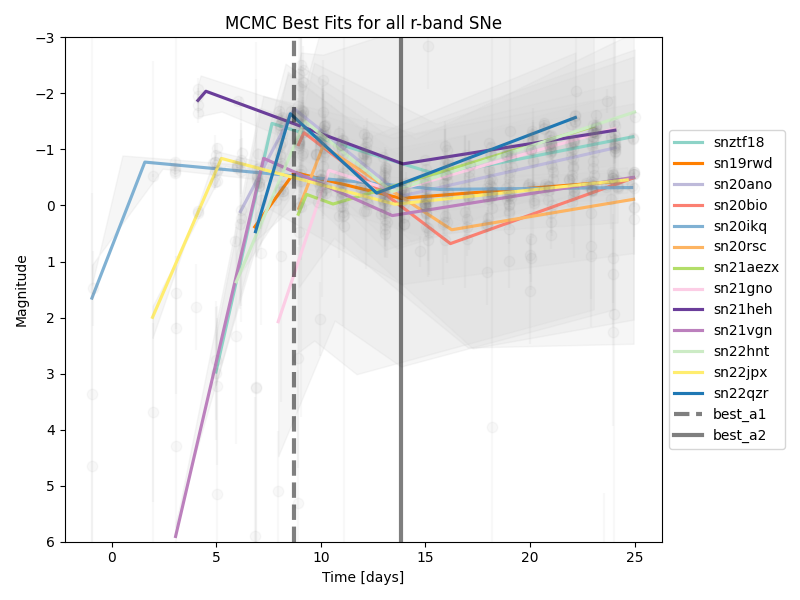 MCMC Best Fits for all r-band SNe
Magnitude
−3
−2
−1
0
1
2
3
4
5
6
0
5
10
15
20
25
Time [days]
snztf18
sn19rwd
sn20ano
sn20bio
sn20ikq
sn20rsc
sn21aezx
sn21gno
sn21heh
sn21vgn
sn22hnt
sn22jpx
sn22qzr
best_a1
best_a2